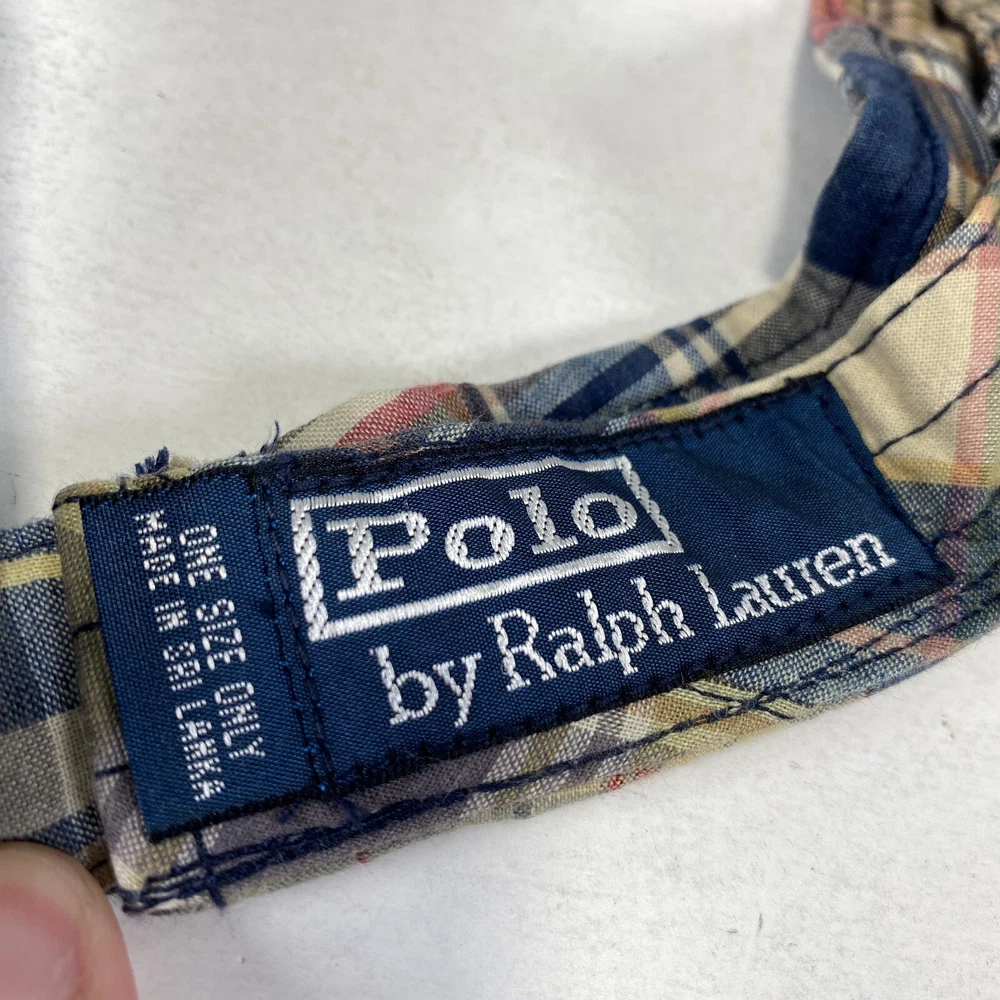 Polo
by Ralph Lauren
ONE SIZE ONLY
MADE IN SRI LANKA